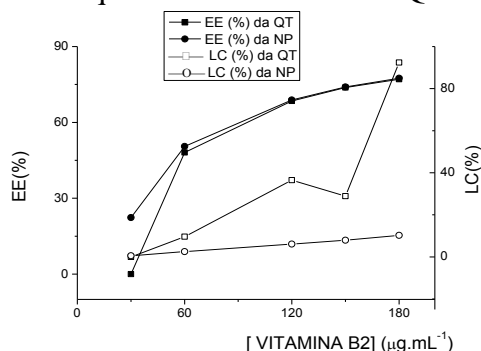 EE (%) da QT
EE (%) da NP
LC (%) da QT
LC (%) da NP
90
60
30
0
EE(%)
80
40
0
LC(%)
0
60
120
180
[ VITAMINA B2] (µg.mL⁻¹)